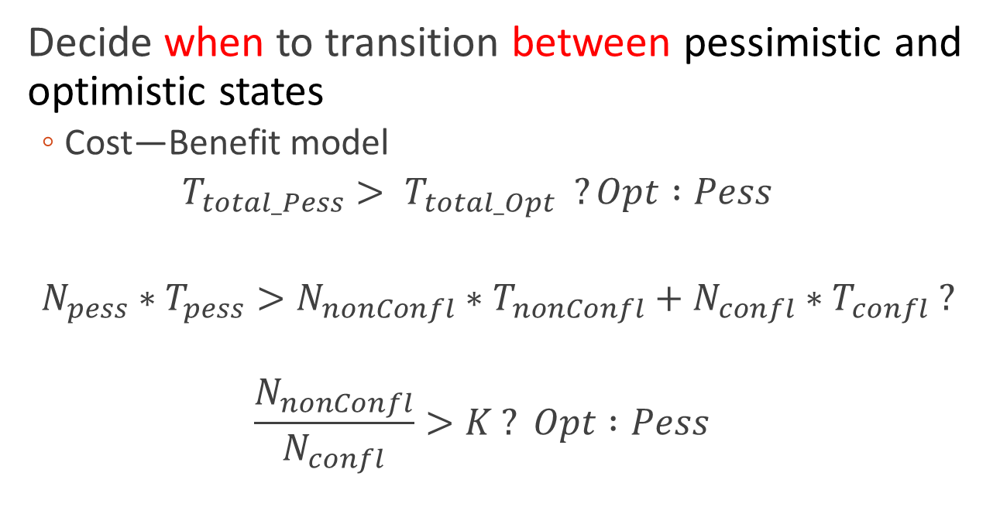 Decide when to transition between pessimistic and
optimistic states
◦ Cost—Benefit model
$T_{total\_Pess} > T_{total\_Opt}\ ? Opt : Pess$
$N_{pess} * T_{pess} > N_{nonConfl} * T_{nonConfl} + N_{confl} * T_{confl}\ ?$
$\frac{N_{nonConfl}}{N_{confl}} > K\ ?\ Opt : Pess$